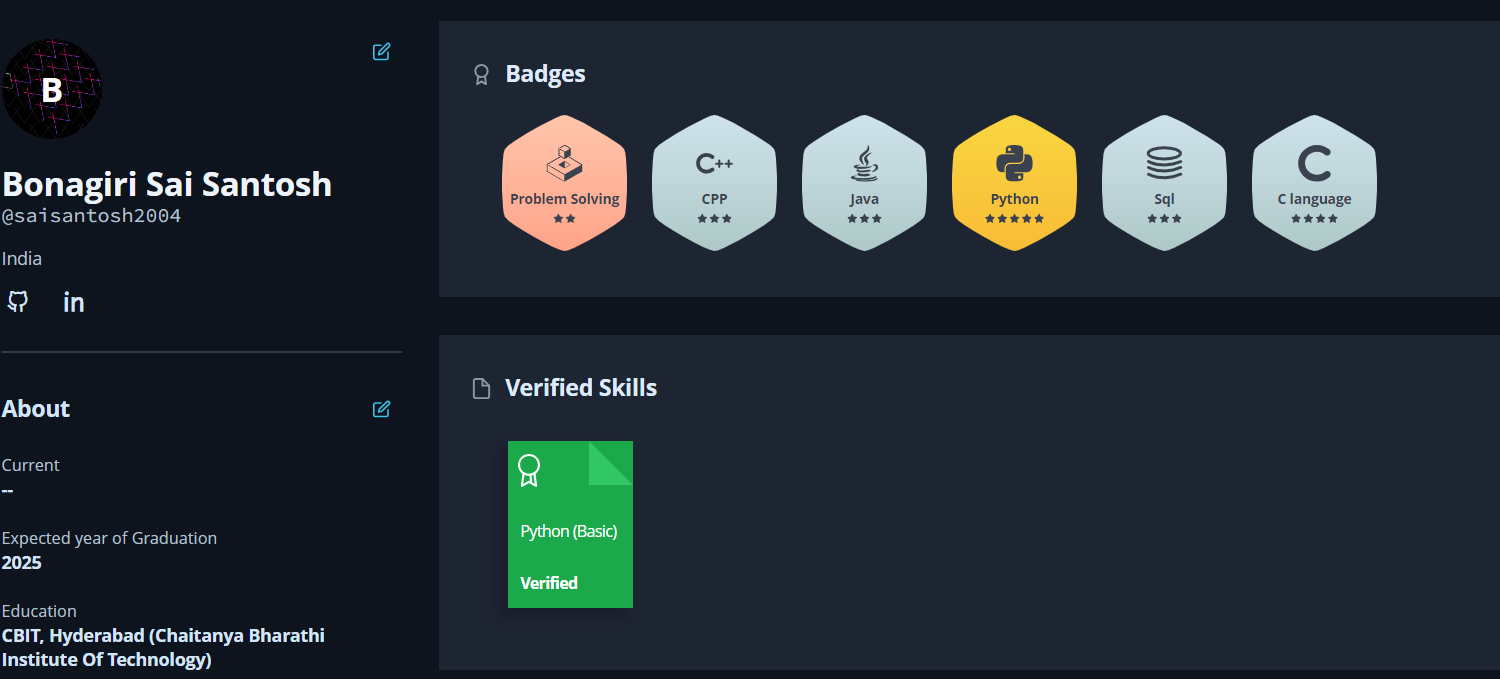 B
Bonagiri Sai Santosh
@saisantosh2004
India
in
About
Current
--
Expected year of Graduation
2025
Education
CBIT, Hyderabad (Chaitanya Bharathi
Institute Of Technology)
Badges
Problem Solving
C++
CPP
Java
Python
Sql
C
C language
Verified Skills
Python (Basic)
Verified